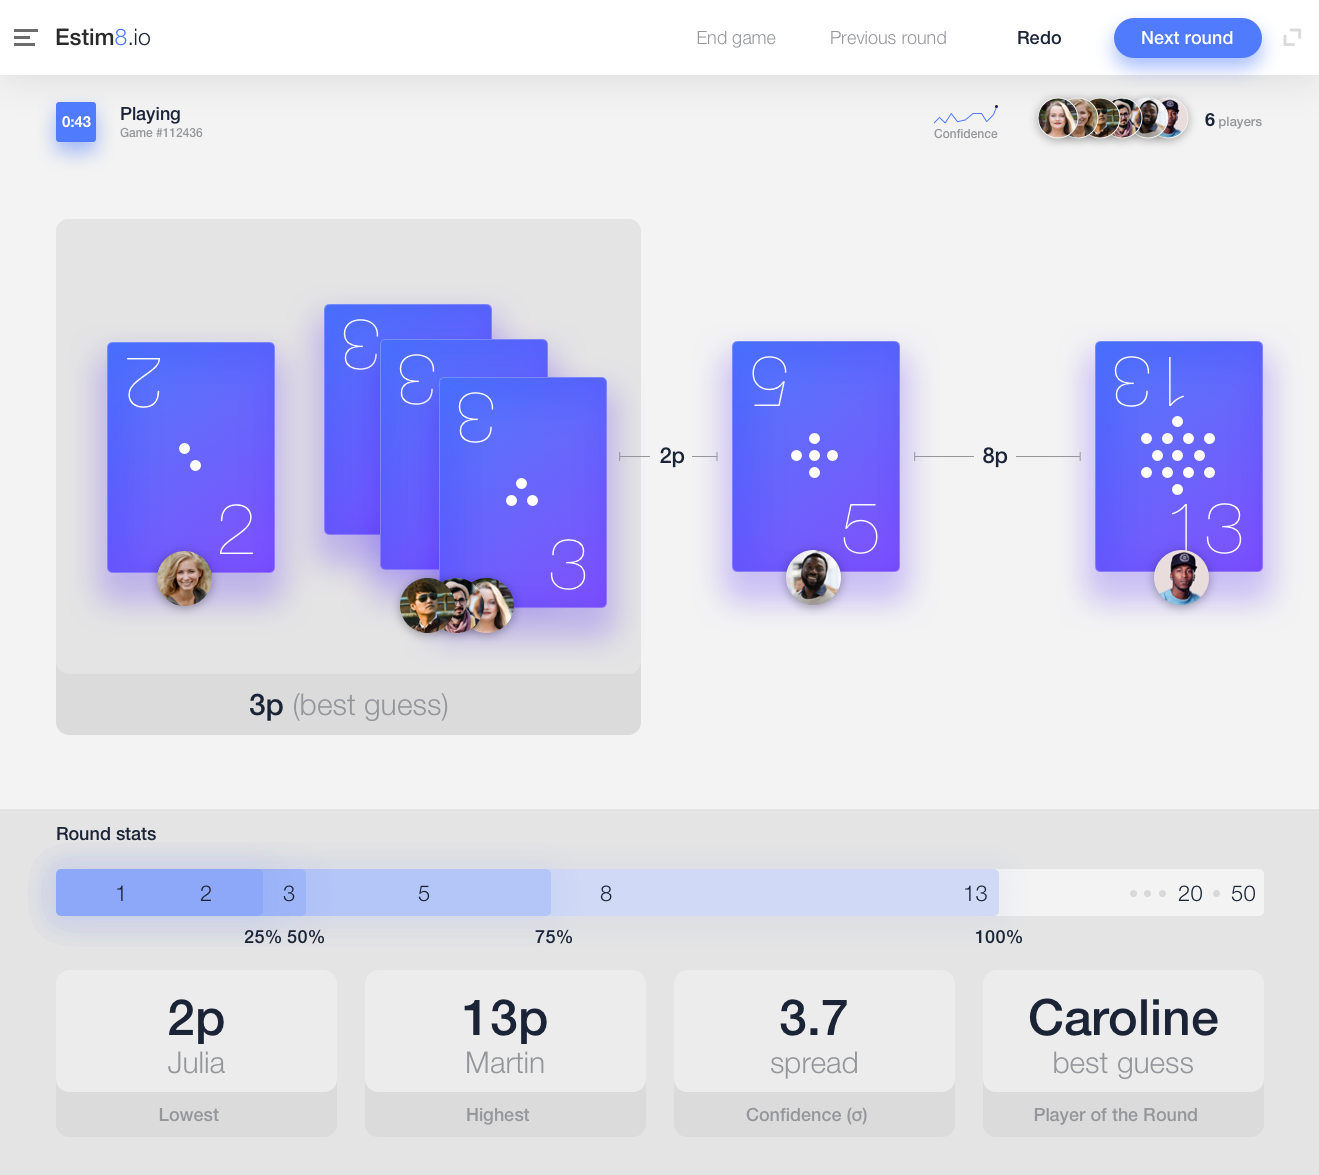 Estim8.io
End game
Previous round
Redo
Next round
0:43
Playing
Game #112436
Confidence
6 players
2
2
3
3
3
3
2p
5
5
8p
13
13
3p (best guess)
Round stats
1 2 3 5 8 13 20 50
25% 50% 75% 100%
2p
Julia
Lowest
13p
Martin
Highest
3.7
spread
Confidence (σ)
Caroline
best guess
Player of the Round